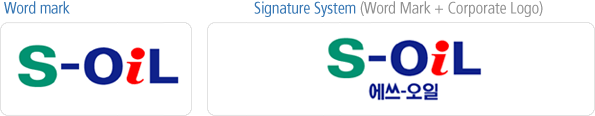 Word mark
Signature System (Word Mark + Corporate Logo)
S-OiL
S-OiL
에쓰-오일